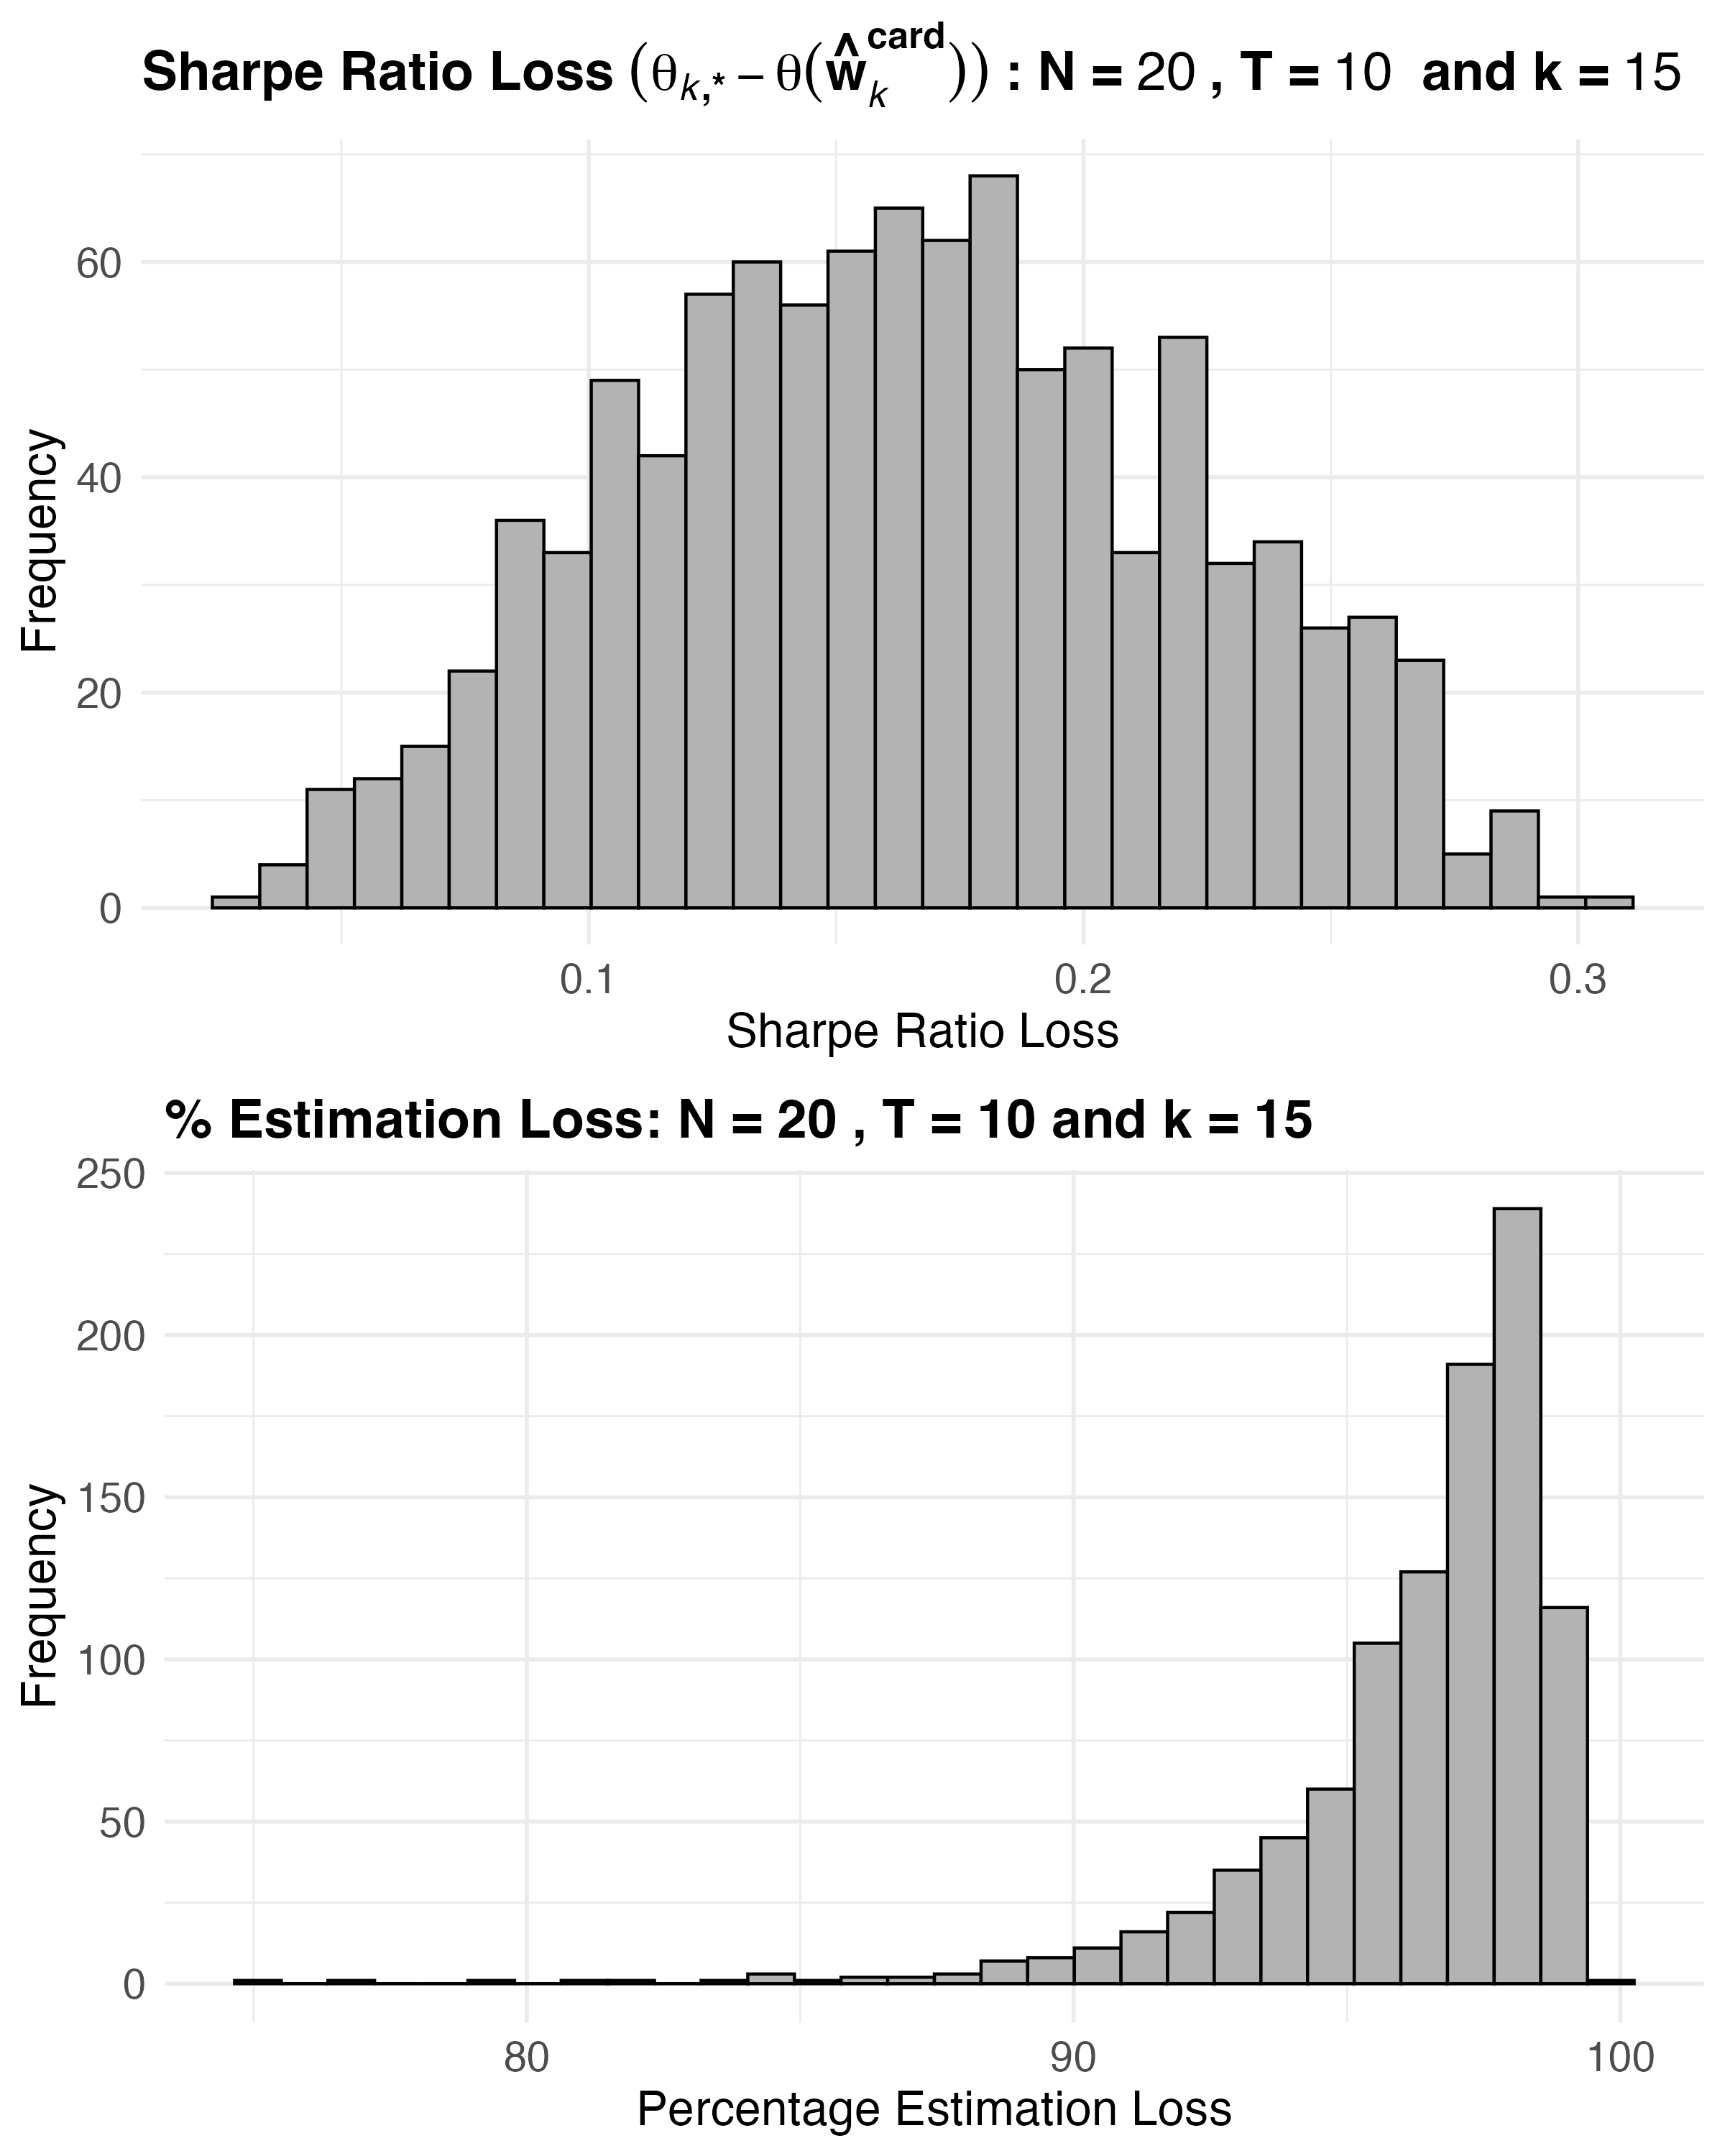 Sharpe Ratio Loss (θk,* − θ(ŵk^card)) : N = 20 , T = 10 and k = 15
60
40
20
0
Frequency
0.1 0.2 0.3
Sharpe Ratio Loss
% Estimation Loss: N = 20 , T = 10 and k = 15
250
200
150
100
50
0
Frequency
80 90 100
Percentage Estimation Loss